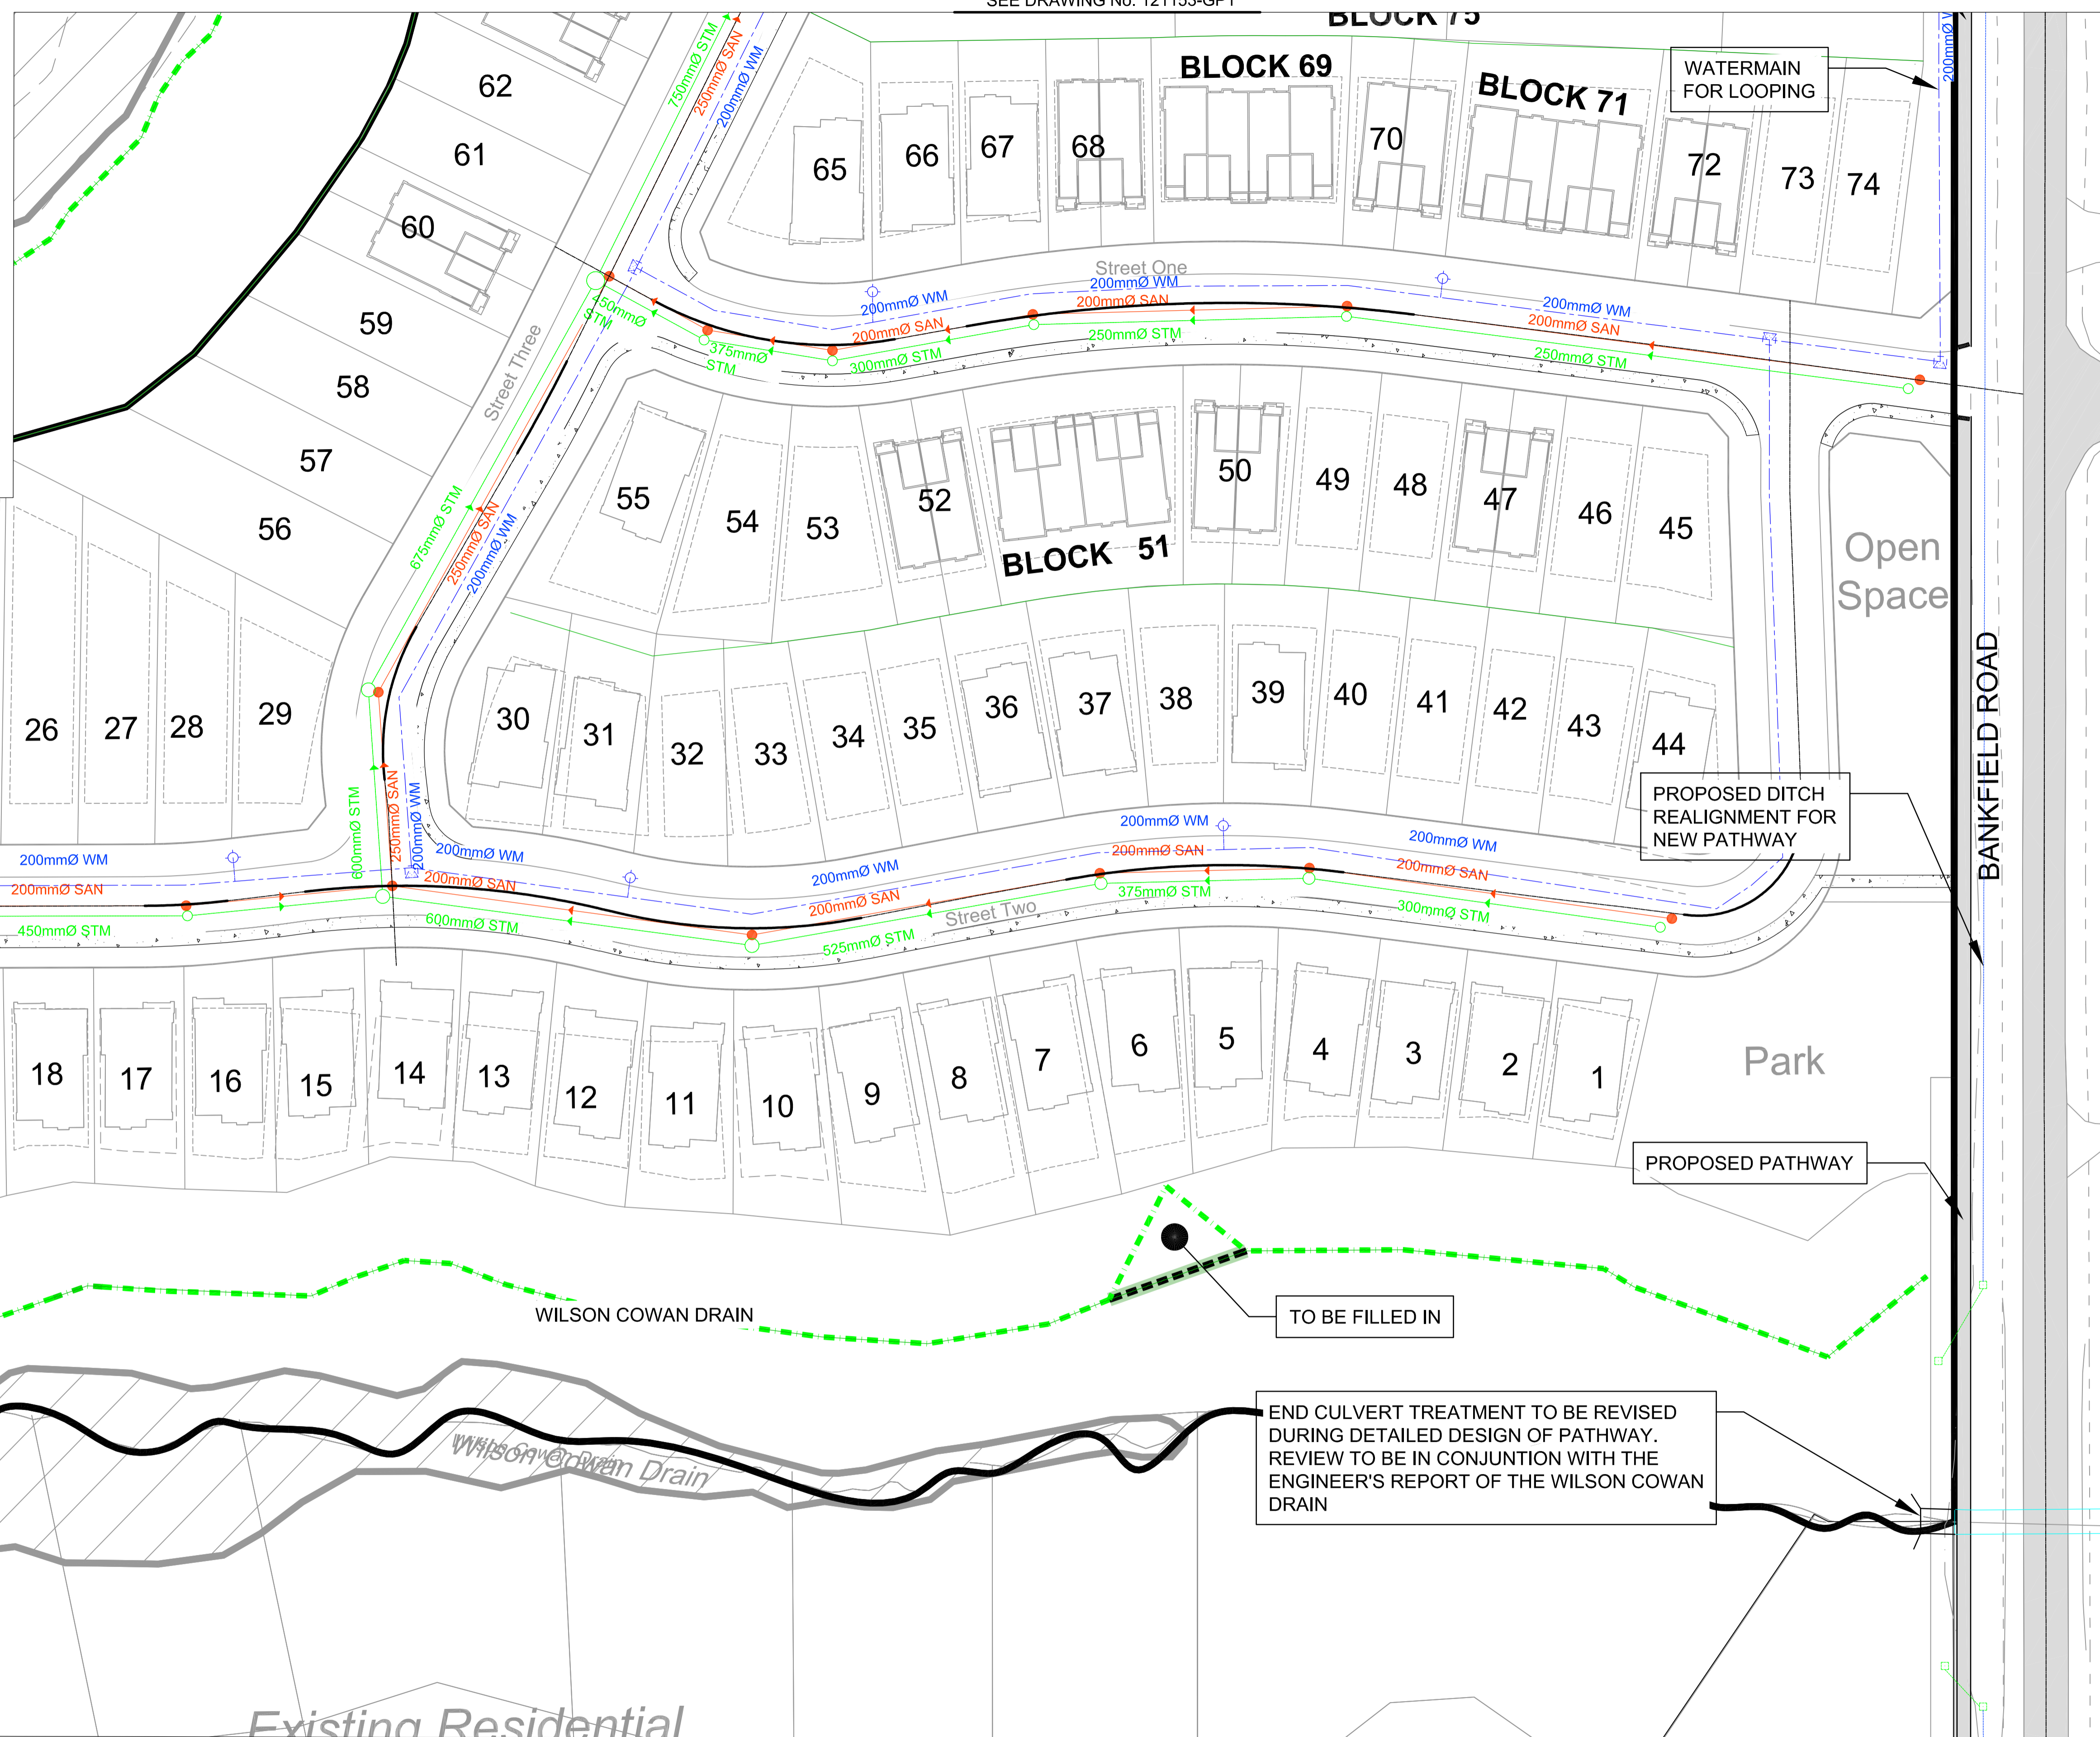 SEE DRAWING No. 121153-GP1
BLOCK 75
BLOCK 69
BLOCK 71
WATERMAIN
FOR LOOPING
200mmØ W
62
61
60
59
58
57
56
750mmØ STM
250mmØ SAN
200mmØ WM
65
66
67
68
70
72
73
74
Street One
200mmØ WM
200mmØ WM
200mmØ WM
200mmØ SAN
200mmØ SAN
200mmØ SAN
450mmØ
STM
375mmØ
STM
300mmØ STM
250mmØ STM
250mmØ STM
Street Three
675mmØ STM
250mmØ SAN
200mmØ WM
55
54
53
52
BLOCK 51
50
49
48
47
46
45
Open
Space
26
27
28
29
30
31
32
33
34
35
36
37
38
39
40
41
42
43
44
PROPOSED DITCH
REALIGNMENT FOR
NEW PATHWAY
BANKFIELD ROAD
600mmØ STM
250mmØ SAN
200mmØ WM
200mmØ WM
200mmØ WM
200mmØ WM
200mmØ WM
200mmØ WM
200mmØ SAN
200mmØ SAN
200mmØ SAN
200mmØ SAN
200mmØ SAN
450mmØ STM
600mmØ STM
525mmØ STM
375mmØ STM
300mmØ STM
Street Two
18
17
16
15
14
13
12
11
10
9
8
7
6
5
4
3
2
1
Park
PROPOSED PATHWAY
WILSON COWAN DRAIN
TO BE FILLED IN
END CULVERT TREATMENT TO BE REVISED
DURING DETAILED DESIGN OF PATHWAY.
REVIEW TO BE IN CONJUNTION WITH THE
ENGINEER'S REPORT OF THE WILSON COWAN
DRAIN
Wilson Cowan Drain
Wilson Cowan Drain
Existing Residential